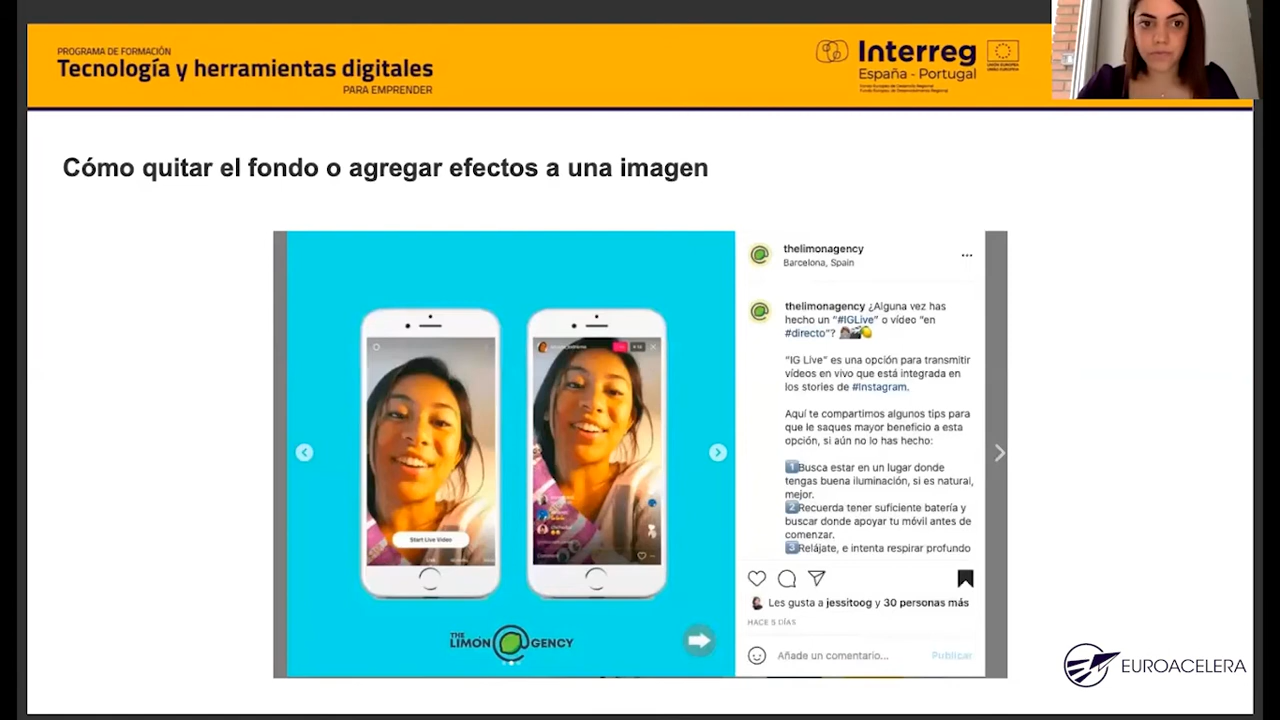 PROGRAMA DE FORMACIÓN
Tecnología y herramientas digitales
PARA EMPRENDER
Interreg
España - Portugal
Cómo quitar el fondo o agregar efectos a una imagen
Start Live Video
THE
LIMÓN GENCY
thelimonagency
Barcelona, Spain
thelimonagency ¿Alguna vez has
hecho un "#IGLive" o vídeo "en
#directo"?
"IG Live" es una opción para transmitir
vídeos en vivo que está integrada en
los stories de #Instagram.
Aquí te compartimos algunos tips para
que le saques mayor beneficio a esta
opción, si aún no lo has hecho:
1 Busca estar en un lugar donde
tengas buena iluminación, si es natural,
mejor.
2 Recuerda tener suficiente batería y
buscar donde apoyar tu móvil antes de
comenzar.
3 Relájate, e intenta respirar profundo
Les gusta a jessitoog y 30 personas más
HACE 5 DÍAS
Añade un comentario...
Publicar
EUROACELERA